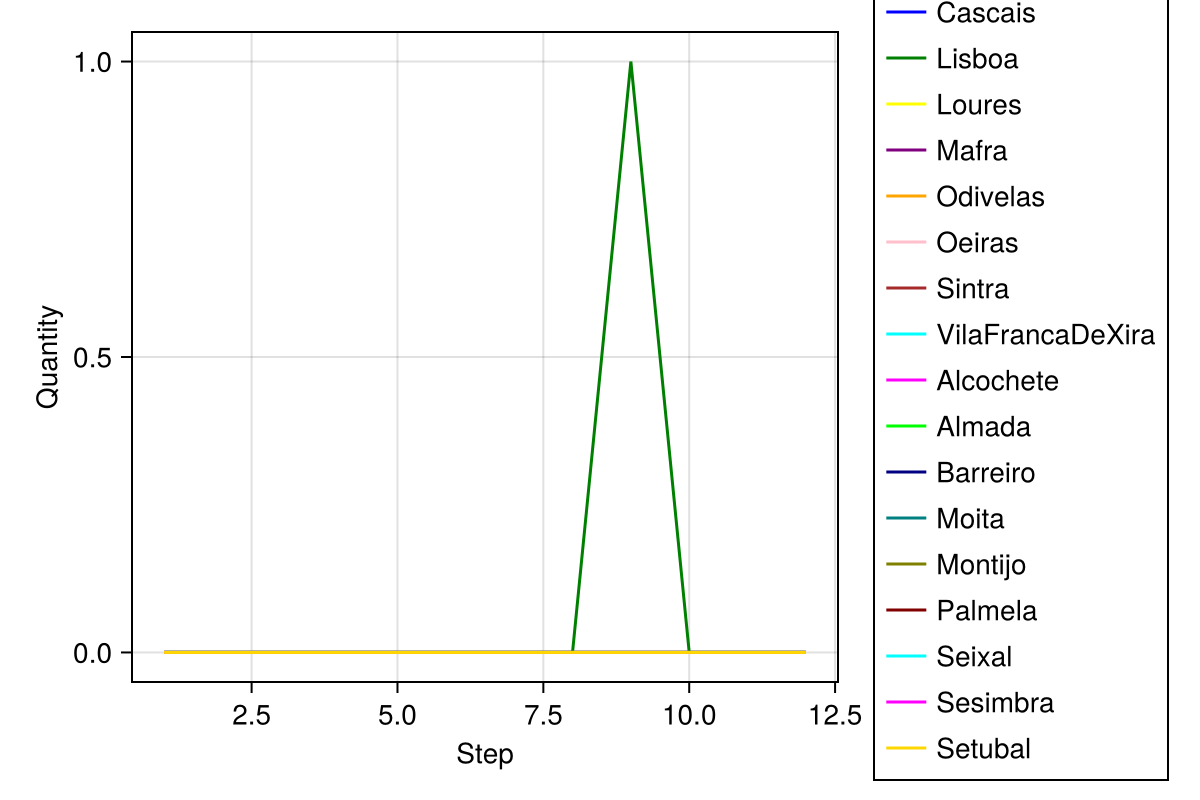 1.0
0.5
0.0
Quantity
2.5 5.0 7.5 10.0 12.5
Step
Cascais
Lisboa
Loures
Mafra
Odivelas
Oeiras
Sintra
VilaFrancaDeXira
Alcochete
Almada
Barreiro
Moita
Montijo
Palmela
Seixal
Sesimbra
Setubal